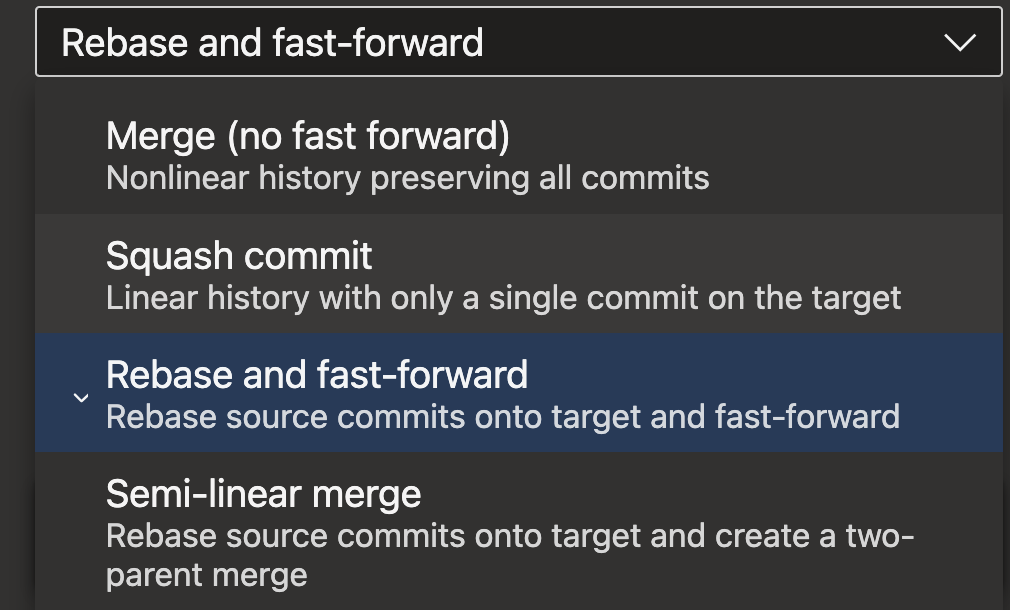 Rebase and fast-forward
Merge (no fast forward)
Nonlinear history preserving all commits
Squash commit
Linear history with only a single commit on the target
Rebase and fast-forward
Rebase source commits onto target and fast-forward
Semi-linear merge
Rebase source commits onto target and create a two-
parent merge